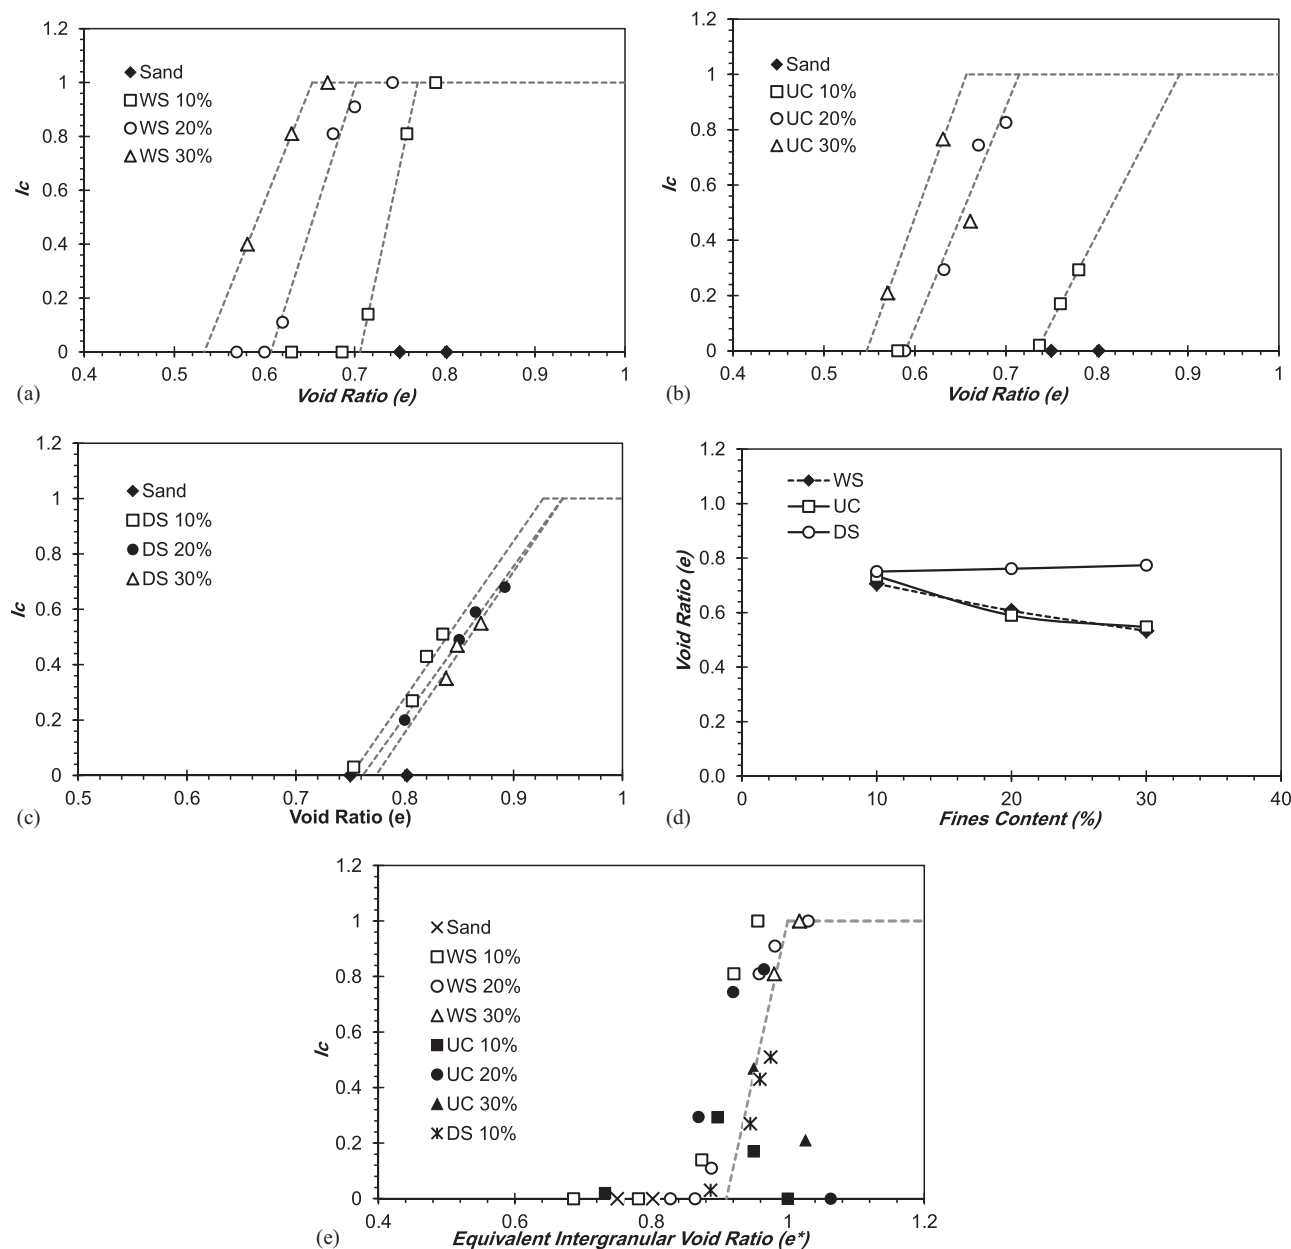 1.2
1
0.8
0.6
0.4
0.2
0
Ic
Sand
WS 10%
WS 20%
WS 30%
0.4 0.5 0.6 0.7 0.8 0.9 1
(a) Void Ratio (e)
1.2
1
0.8
0.6
0.4
0.2
0
Ic
Sand
UC 10%
UC 20%
UC 30%
0.4 0.5 0.6 0.7 0.8 0.9 1
(b) Void Ratio (e)
1.2
1
0.8
0.6
0.4
0.2
0
Ic
Sand
DS 10%
DS 20%
DS 30%
0.5 0.6 0.7 0.8 0.9 1
(c) Void Ratio (e)
1.2
1.0
0.8
0.6
0.4
0.2
0.0
Void Ratio (e)
WS
UC
DS
0 10 20 30 40
(d) Fines Content (%)
1.2
1
0.8
0.6
0.4
0.2
0
Ic
Sand
WS 10%
WS 20%
WS 30%
UC 10%
UC 20%
UC 30%
DS 10%
0.4 0.6 0.8 1 1.2
(e) Equivalent Intergranular Void Ratio (e*)